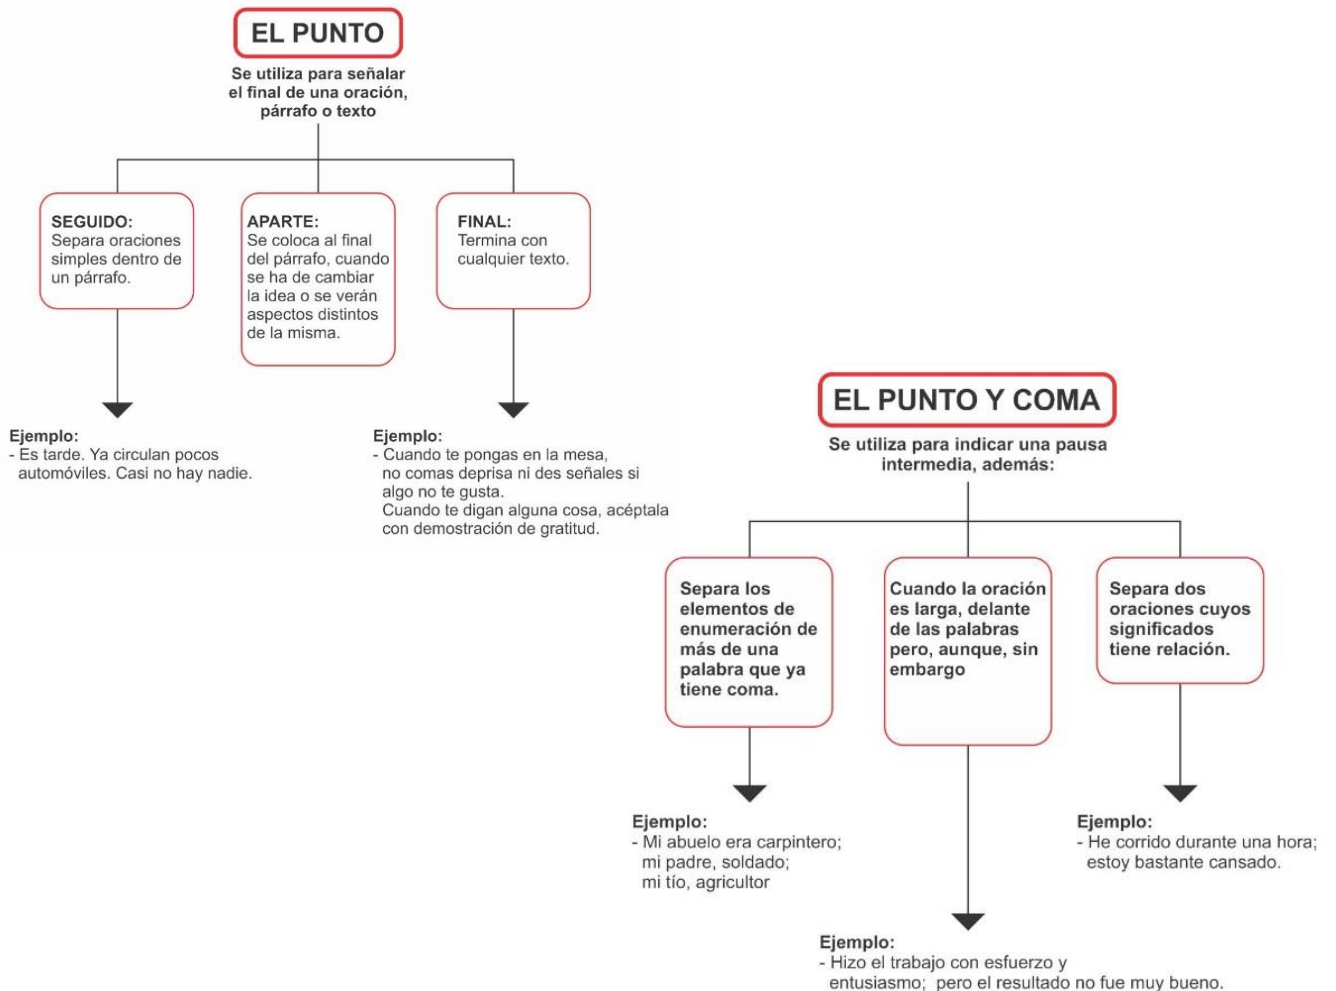 EL PUNTO
Se utiliza para señalar
el final de una oración,
párrafo o texto
SEGUIDO:
Separa oraciones
simples dentro de
un párrafo.
APARTE:
Se coloca al final
del párrafo, cuando
se ha de cambiar
la idea o se verán
aspectos distintos
de la misma.
FINAL:
Termina con
cualquier texto.
Ejemplo:
- Es tarde. Ya circulan pocos
automóviles. Casi no hay nadie.
Ejemplo:
- Cuando te pongas en la mesa,
no comas deprisa ni des señales si
algo no te gusta.
Cuando te digan alguna cosa, acéptala
con demostración de gratitud.
EL PUNTO Y COMA
Se utiliza para indicar una pausa
intermedia, además:
Separa los
elementos de
enumeración de
más de una
palabra que ya
tiene coma.
Cuando la oración
es larga, delante
de las palabras
pero, aunque, sin
embargo
Separa dos
oraciones cuyos
significados
tiene relación.
Ejemplo:
- Mi abuelo era carpintero;
mi padre, soldado;
mi tío, agricultor
Ejemplo:
- He corrido durante una hora;
estoy bastante cansado.
Ejemplo:
- Hizo el trabajo con esfuerzo y
entusiasmo; pero el resultado no fue muy bueno.